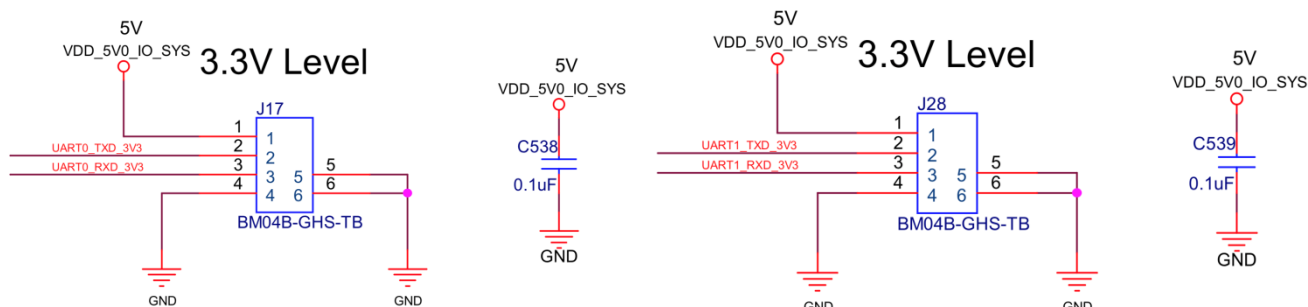 5V
VDD_5V0_IO_SYS
3.3V Level
J17
1
2
3
4
1
2
3
4
5
6
5
6
UART0_TXD_3V3
UART0_RXD_3V3
BM04B-GHS-TB
GND
GND
5V
VDD_5V0_IO_SYS
C538
0.1uF
GND
5V
VDD_5V0_IO_SYS
3.3V Level
J28
1
2
3
4
1
2
3
4
5
6
5
6
UART1_TXD_3V3
UART1_RXD_3V3
BM04B-GHS-TB
GND
GND
5V
VDD_5V0_IO_SYS
C539
0.1uF
GND